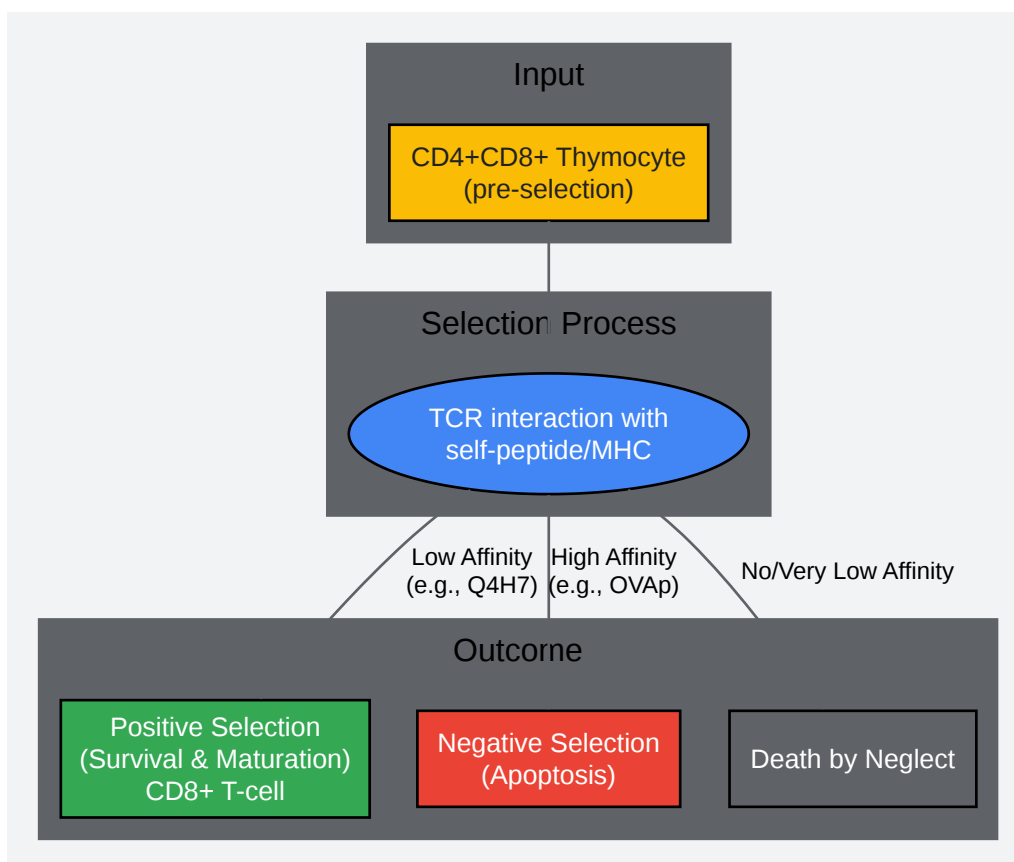 Input
CD4+CD8+ Thymocyte
(pre-selection)
Selection Process
TCR interaction with
self-peptide/MHC
Low Affinity
(e.g., Q4H7)
High Affinity
(e.g., OVAp)
No/Very Low Affinity
Outcome
Positive Selection
(Survival & Maturation)
CD8+ T-cell
Negative Selection
(Apoptosis)
Death by Neglect